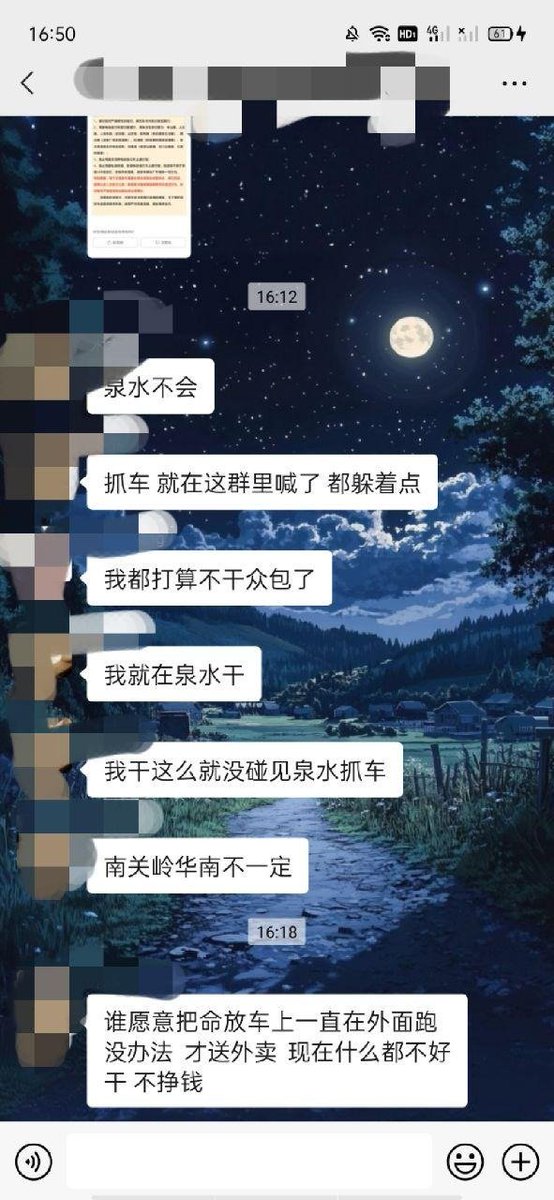 16:50
HD1
4G
61
16:12
泉水不会
抓车 就在这群里喊了 都躲着点
我都打算不干众包了
我就在泉水干
我干这么就没碰见泉水抓车
南关岭华南不一定
16:18
谁愿意把命放车上一直在外面跑
没办法 才送外卖 现在什么都不好
干 不挣钱